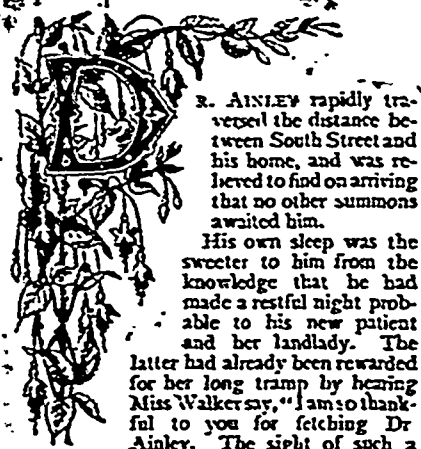 DR. AINLEY rapidly tra-
versed the distance be-
tween South Street and
his home, and was re-
lieved to find on arriving
that no other summons
awaited him.
His own sleep was the
sweeter to him from the
knowledge that he had
made a restful night prob-
able to his new patient
and her landlady. The
latter had already been rewarded
for her long tramp by hearing
Miss Walker say, "I am so thank-
ful to you for fetching Dr
Ainley. The sight of such a